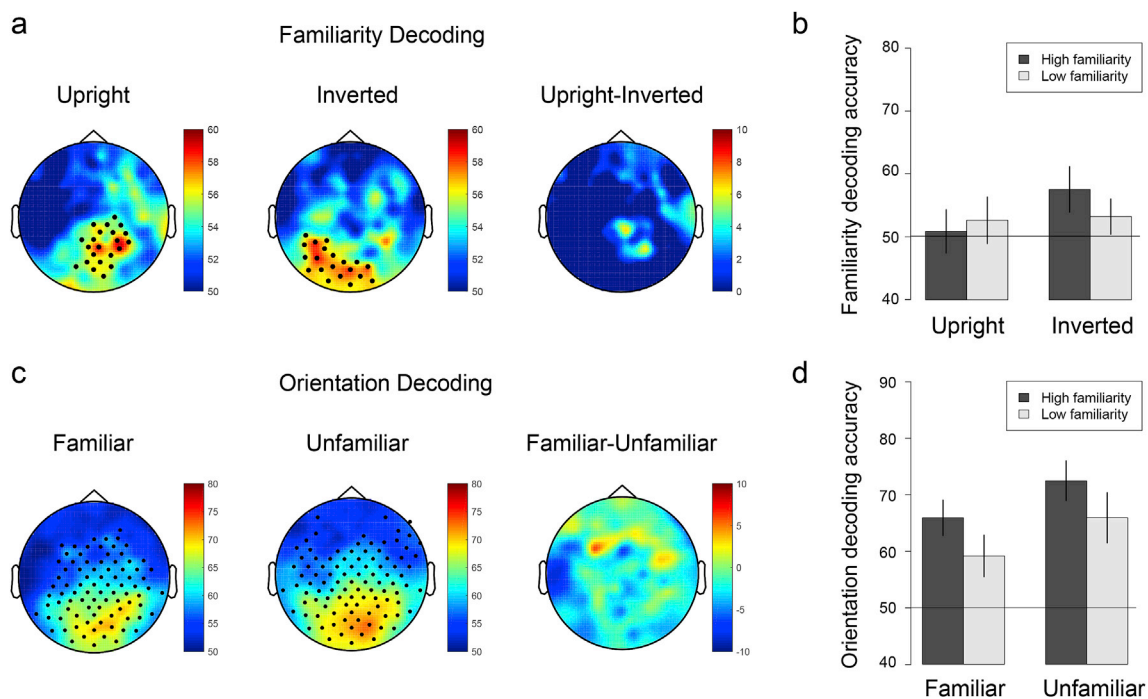 a
Familiarity Decoding
Upright
Inverted
Upright-Inverted
60
58
56
54
52
50
60
58
56
54
52
50
10
8
6
4
2
0
b
Familiarity decoding accuracy
80
70
60
50
40
High familiarity
Low familiarity
Upright
Inverted
c
Orientation Decoding
Familiar
Unfamiliar
Familiar-Unfamiliar
80
75
70
65
60
55
50
80
75
70
65
60
55
50
10
5
0
-5
-10
d
Orientation decoding accuracy
90
80
70
60
50
40
High familiarity
Low familiarity
Familiar
Unfamiliar